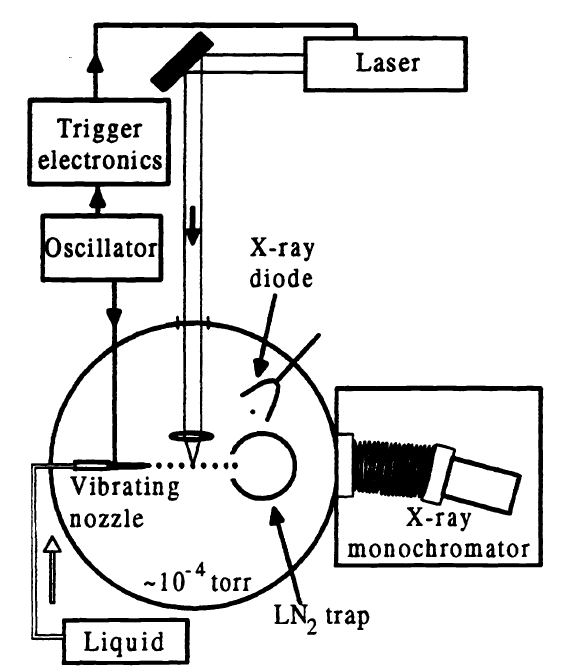 Laser
Trigger
electronics
Oscillator
X-ray
diode
Vibrating
nozzle
X-ray
monochromator
~10⁻⁴ torr
LN₂ trap
Liquid